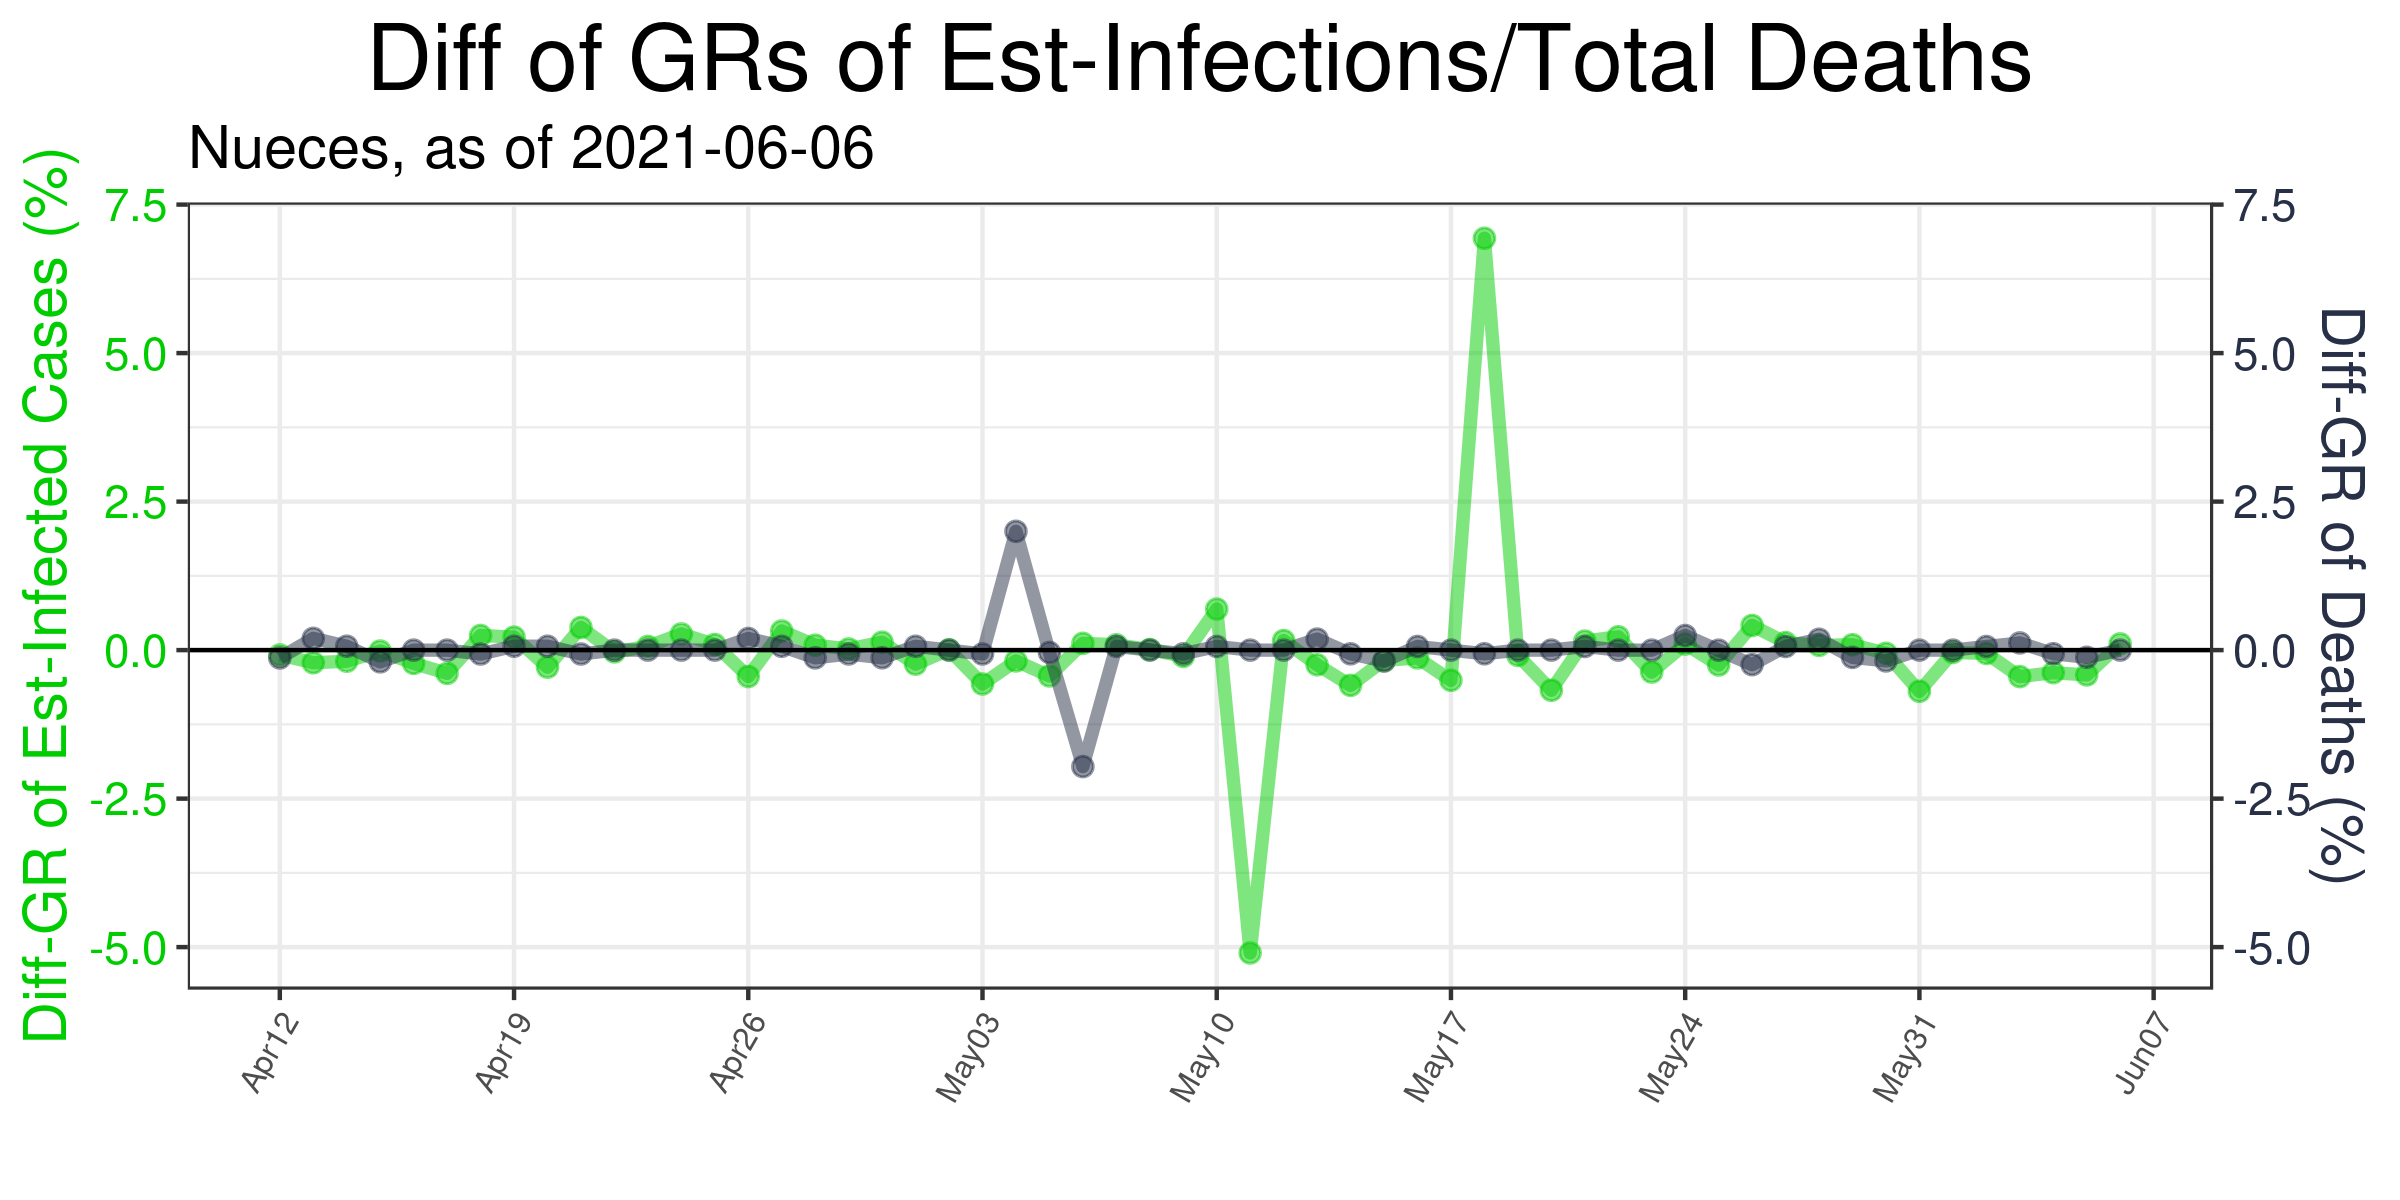 Diff of GRs of Est-Infections/Total Deaths
Nueces, as of 2021-06-06
Diff-GR of Est-Infected Cases (%)
7.5
5.0
2.5
0.0
-2.5
-5.0
7.5
5.0
2.5
0.0
-2.5
-5.0
Diff-GR of Deaths (%)
Apr12
Apr19
Apr26
May03
May10
May17
May24
May31
Jun07